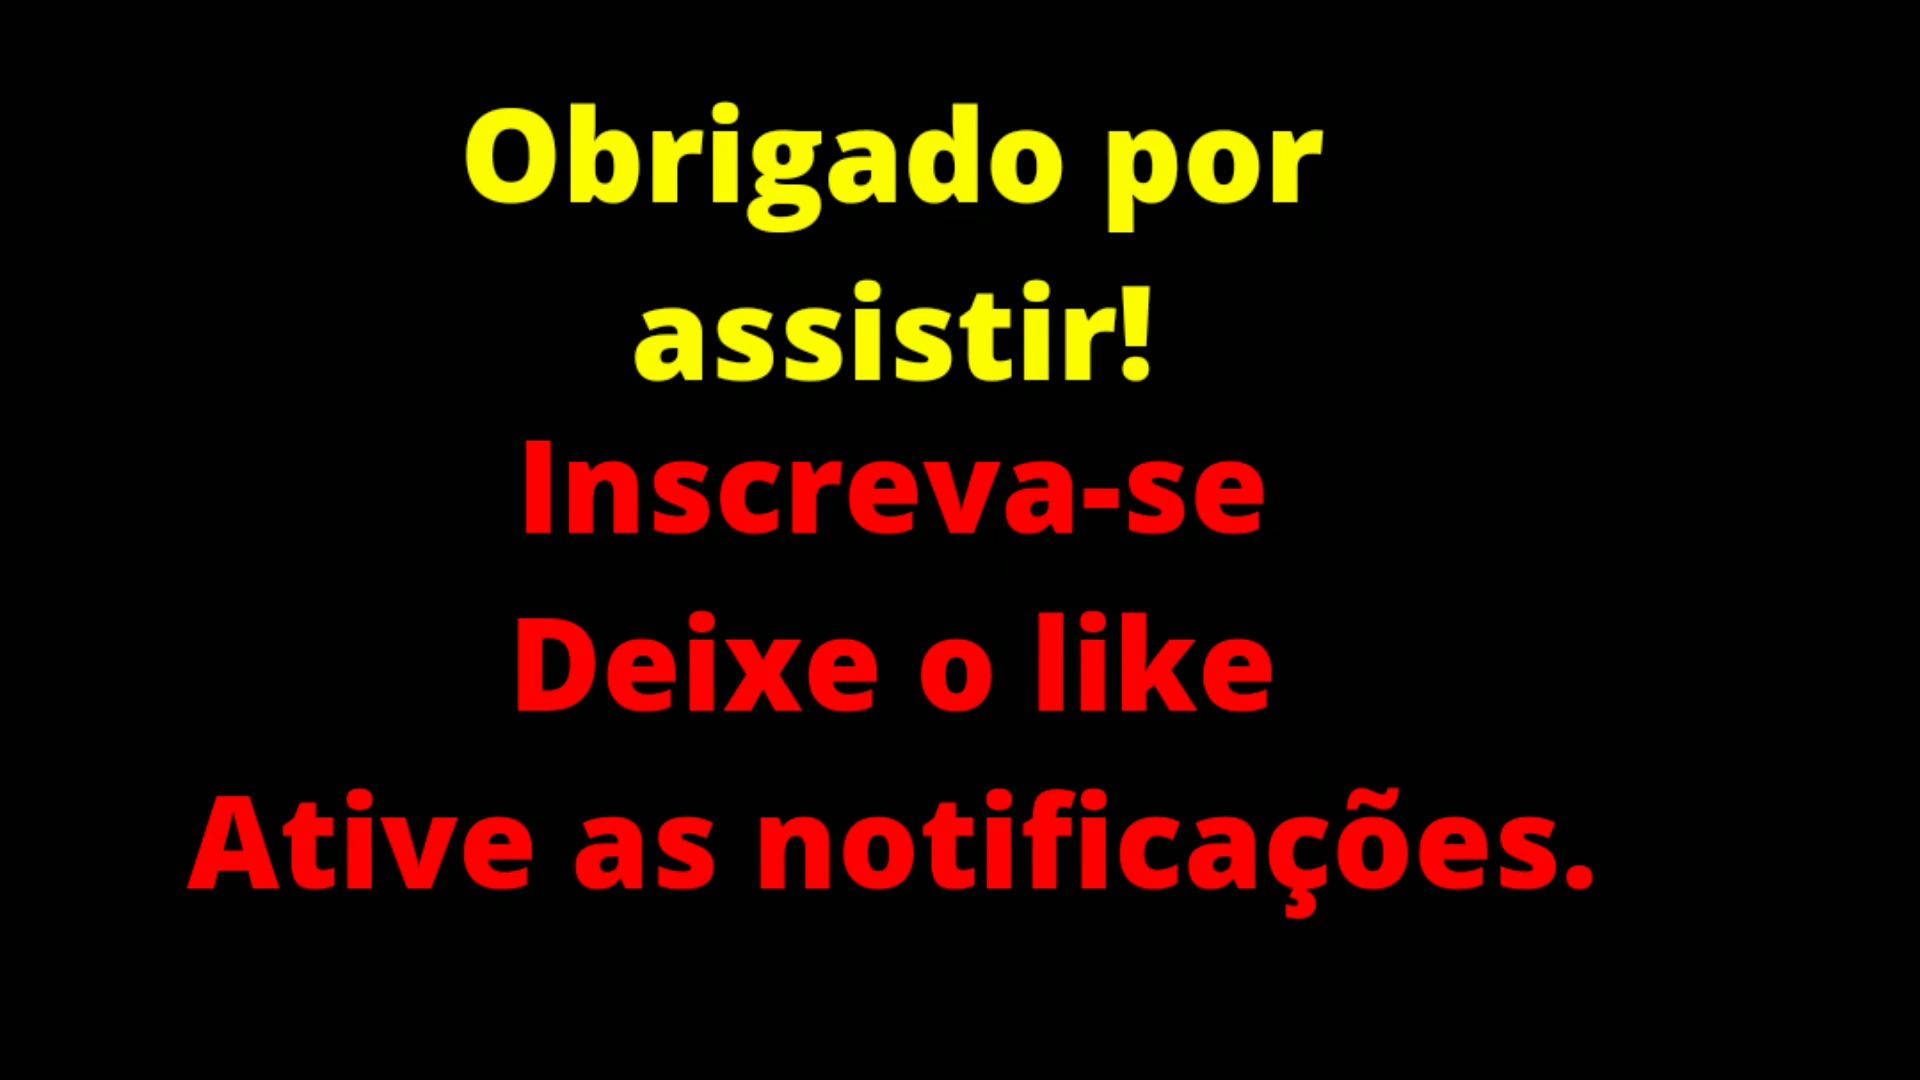 Obrigado por
assistir!
Inscreva-se
Deixe o like
Ative as notificações.